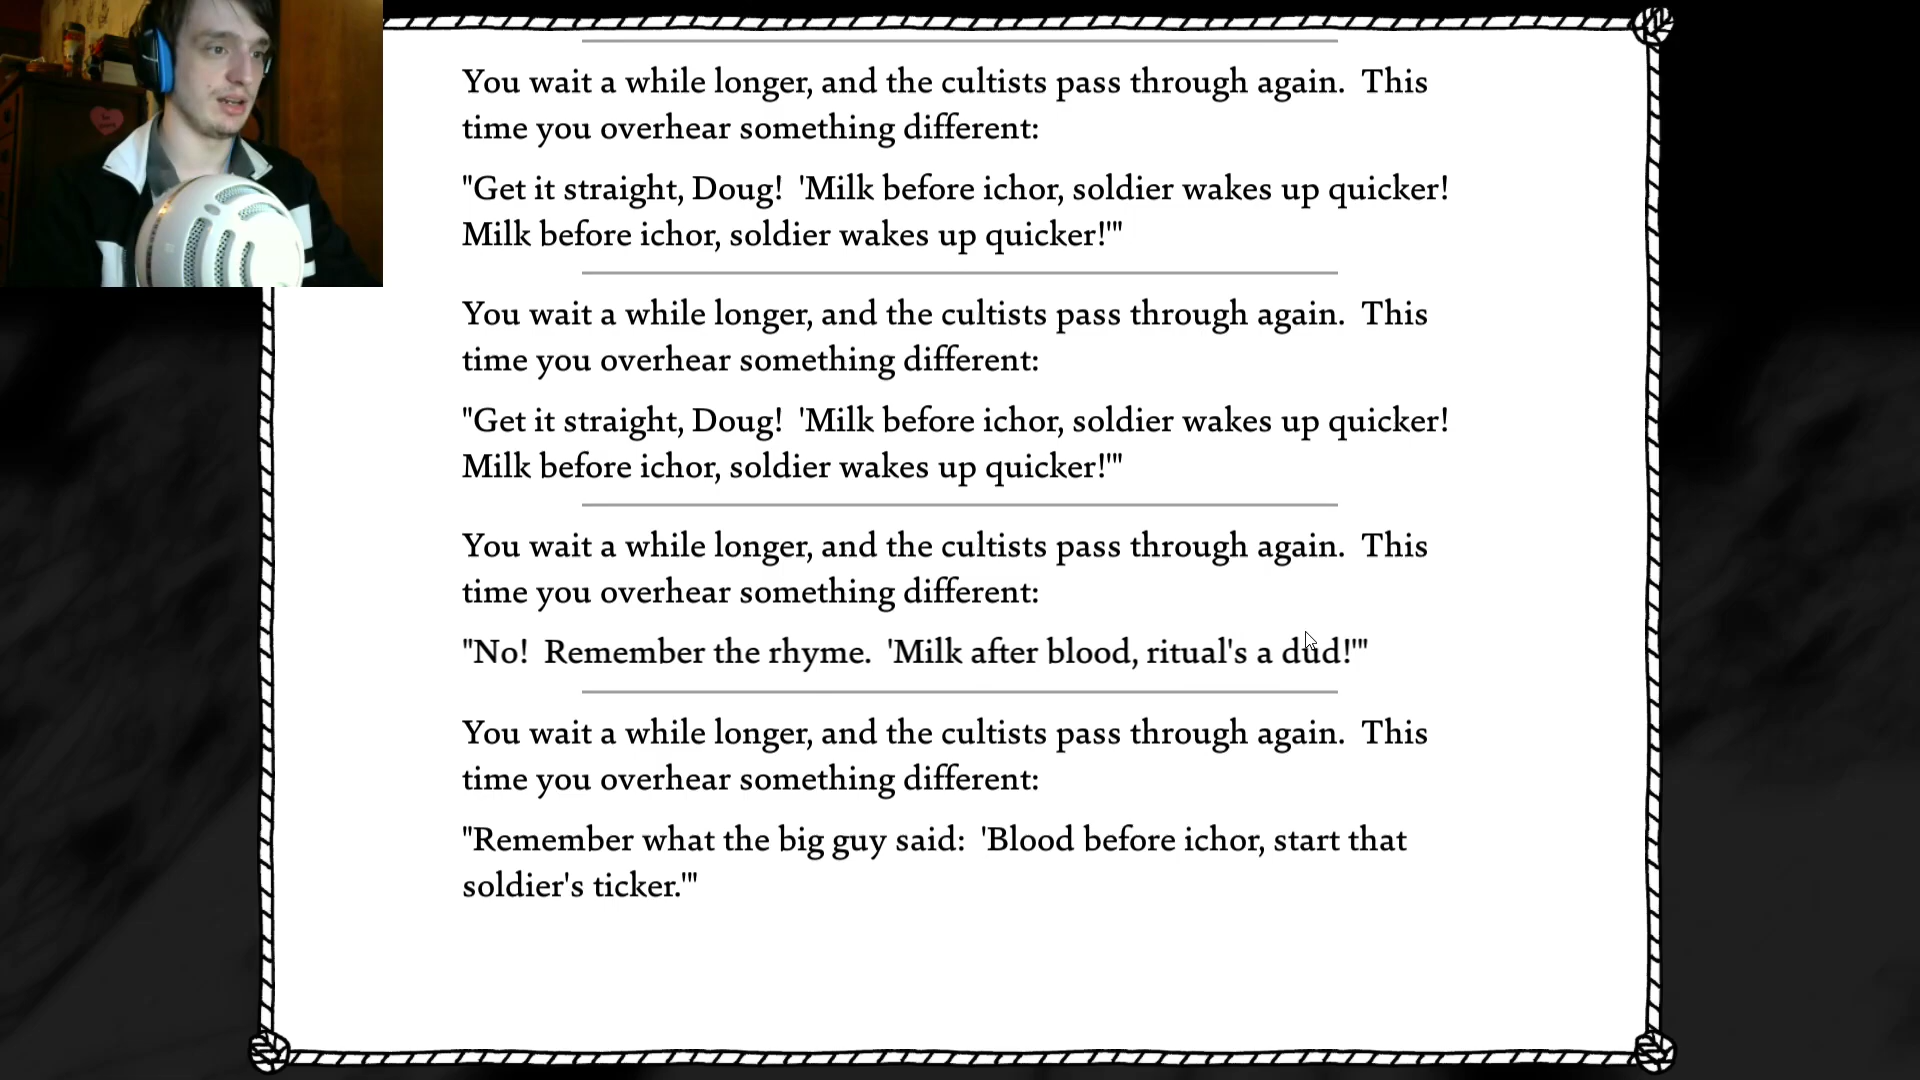 You wait a while longer, and the cultists pass through again.  This
time you overhear something different:
"Get it straight, Doug!  'Milk before ichor, soldier wakes up quicker!
Milk before ichor, soldier wakes up quicker!'"
You wait a while longer, and the cultists pass through again.  This
time you overhear something different:
"Get it straight, Doug!  'Milk before ichor, soldier wakes up quicker!
Milk before ichor, soldier wakes up quicker!'"
You wait a while longer, and the cultists pass through again.  This
time you overhear something different:
"No!  Remember the rhyme.  'Milk after blood, ritual's a dud!'"
You wait a while longer, and the cultists pass through again.  This
time you overhear something different:
"Remember what the big guy said:  'Blood before ichor, start that
soldier's ticker.'"